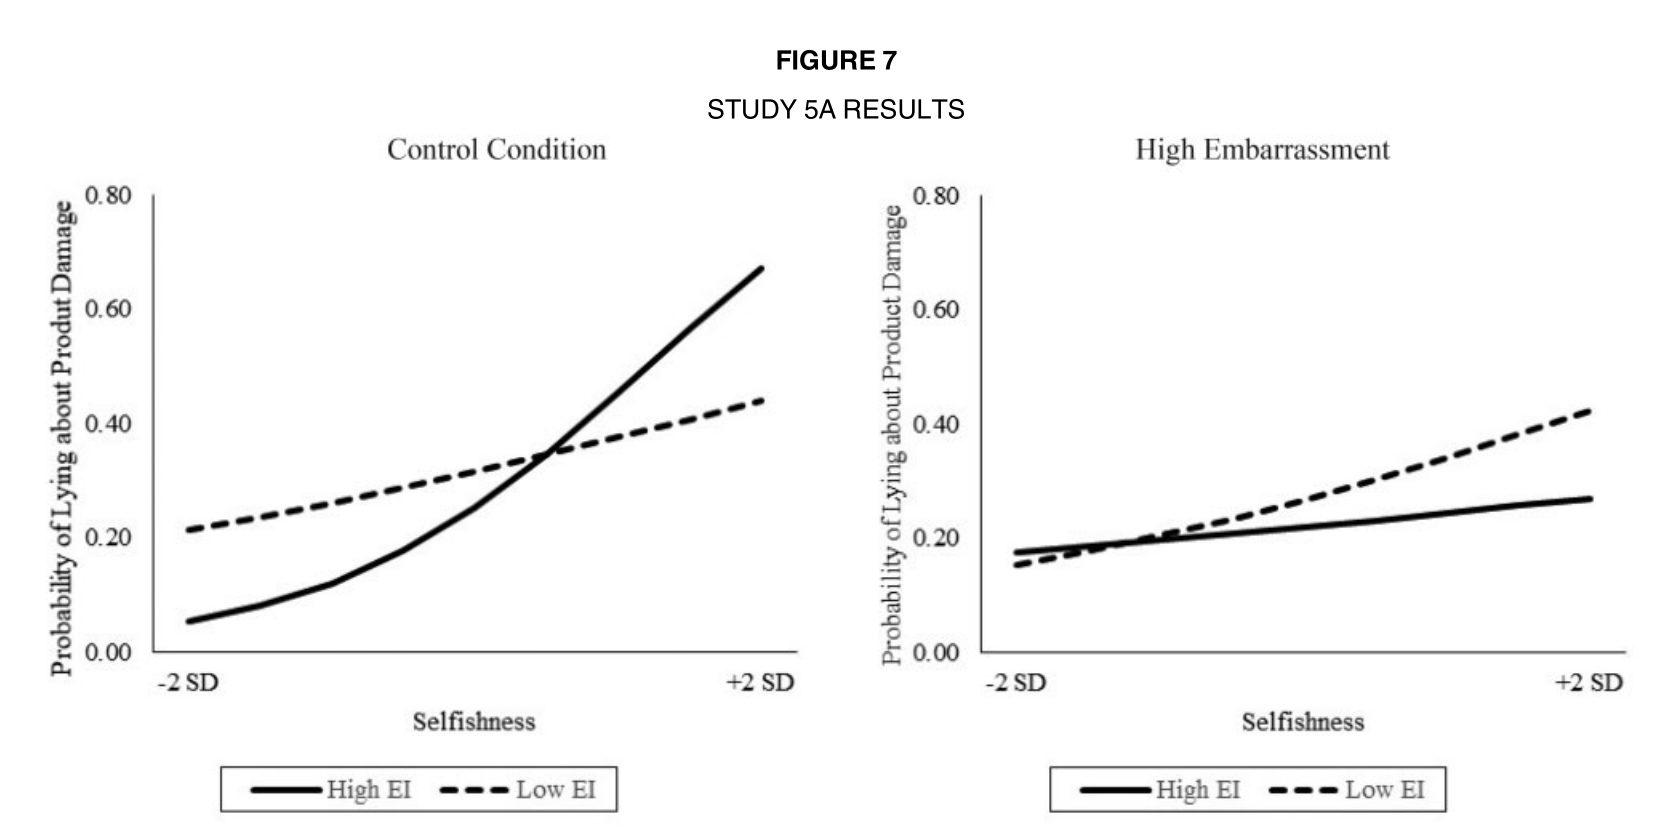 FIGURE 7
STUDY 5A RESULTS
Control Condition
Probability of Lying about Produt Damage
0.80
0.60
0.40
0.20
0.00
-2 SD
+2 SD
Selfishness
High EI
Low EI
High Embarrassment
Probability of Lying about Product Damage
0.80
0.60
0.40
0.20
0.00
-2 SD
+2 SD
Selfishness
High EI
Low EI